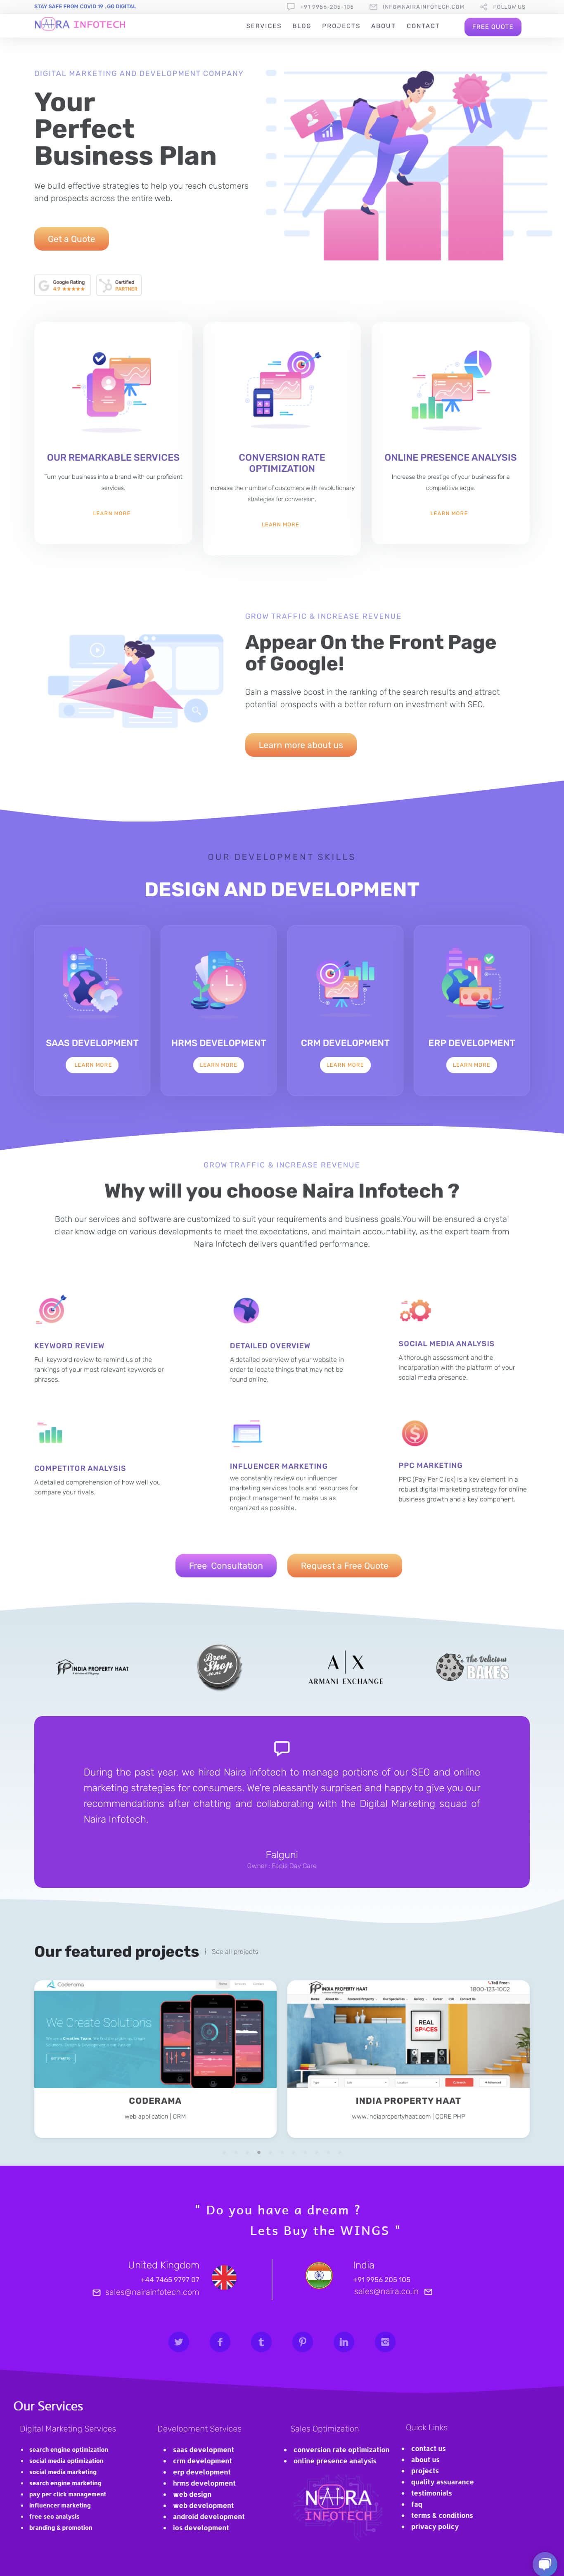 STAY SAFE FROM COVID 19 , GO DIGITAL
+91 9956-205-105
INFO@NAIRAINFOTECH.COM
FOLLOW US
NAIRA INFOTECH
SERVICES BLOG PROJECTS ABOUT CONTACT
FREE QUOTE
DIGITAL MARKETING AND DEVELOPMENT COMPANY
Your
Perfect
Business Plan
We build effective strategies to help you reach customers
and prospects across the entire web.
Get a Quote
Google Rating
4.9 ★★★★★
Certified
PARTNER
OUR REMARKABLE SERVICES
Turn your business into a brand with our proficient
services.
LEARN MORE
CONVERSION RATE
OPTIMIZATION
Increase the number of customers with revolutionary
strategies for conversion.
LEARN MORE
ONLINE PRESENCE ANALYSIS
Increase the prestige of your business for a
competitive edge.
LEARN MORE
GROW TRAFFIC & INCREASE REVENUE
Appear On the Front Page
of Google!
Gain a massive boost in the ranking of the search results and attract
potential prospects with a better return on investment with SEO.
Learn more about us
OUR DEVELOPMENT SKILLS
DESIGN AND DEVELOPMENT
SAAS DEVELOPMENT
LEARN MORE
HRMS DEVELOPMENT
LEARN MORE
CRM DEVELOPMENT
LEARN MORE
ERP DEVELOPMENT
LEARN MORE
GROW TRAFFIC & INCREASE REVENUE
Why will you choose Naira Infotech ?
Both our services and software are customized to suit your requirements and business goals.You will be ensured a crystal
clear knowledge on various developments to meet the expectations, and maintain accountability, as the expert team from
Naira Infotech delivers quantified performance.
KEYWORD REVIEW
Full keyword review to remind us of the
rankings of your most relevant keywords or
phrases.
DETAILED OVERVIEW
A detailed overview of your website in
order to locate things that may not be
found online.
SOCIAL MEDIA ANALYSIS
A thorough assessment and the
incorporation with the platform of your
social media presence.
COMPETITOR ANALYSIS
A detailed comprehension of how well you
compare your rivals.
INFLUENCER MARKETING
we constantly review our influencer
marketing services tools and resources for
project management to make us as
organized as possible.
PPC MARKETING
PPC (Pay Per Click) is a key element in a
robust digital marketing strategy for online
business growth and a key component.
Free Consultation
Request a Free Quote
INDIA PROPERTY HAAT
Brew
Shop
A | X
ARMANI EXCHANGE
The Delicious
BAKES
During the past year, we hired Naira infotech to manage portions of our SEO and online
marketing strategies for consumers. We're pleasantly surprised and happy to give you our
recommendations after chatting and collaborating with the Digital Marketing squad of
Naira Infotech.
Falguni
Owner : Fagis Day Care
Our featured projects | See all projects
Coderama
We Create Solutions
CODERAMA
web application | CRM
INDIA PROPERTY HAAT
Toll Free:
1800-123-1002
REAL
SPACES
INDIA PROPERTY HAAT
www.indiapropertyhaat.com | CORE PHP
" Do you have a dream ?
Lets Buy the WINGS "
United Kingdom
+44 7465 9797 07
sales@nairainfotech.com
India
+91 9956 205 105
sales@naira.co.in
Our Services
Digital Marketing Services
search engine optimization
social media optimization
social media marketing
search engine marketing
pay per click management
influencer marketing
free seo analysis
branding & promotion
Development Services
saas development
crm development
erp development
hrms development
web design
web development
android development
ios development
Sales Optimization
conversion rate optimization
online presence analysis
NAIRA
INFOTECH
Quick Links
contact us
about us
projects
quality assuarance
testimonials
faq
terms & conditions
privacy policy